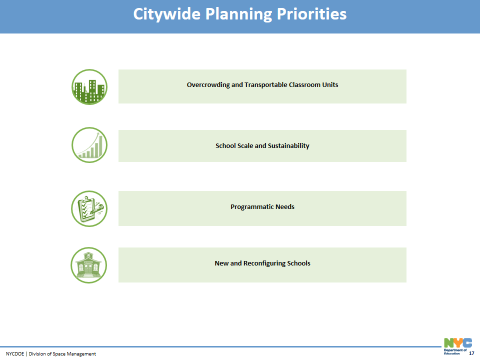 Citywide Planning Priorities
Overcrowding and Transportable Classroom Units
School Scale and Sustainability
Programmatic Needs
New and Reconfiguring Schools
NYCDOE | Division of Space Management
NYC
Department of
Education
17